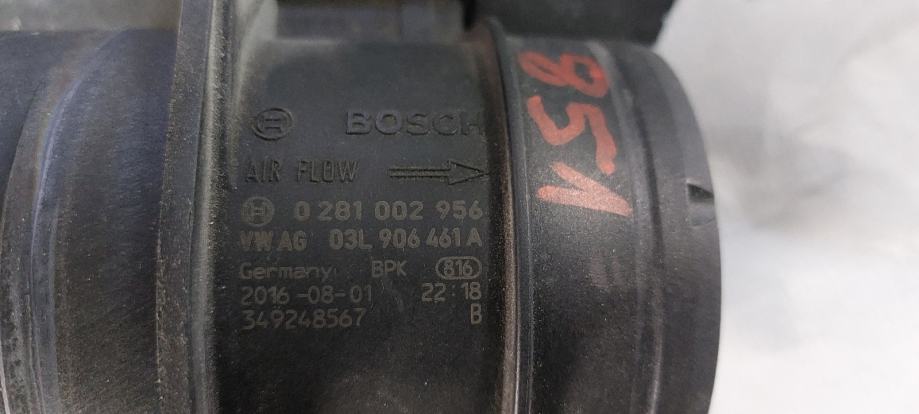 BOSCH
AIR FLOW
0 281 002 956
VW AG 03L 906 461 A
Germany BPK 816
2016-08-01 22:18
349248567 B
851